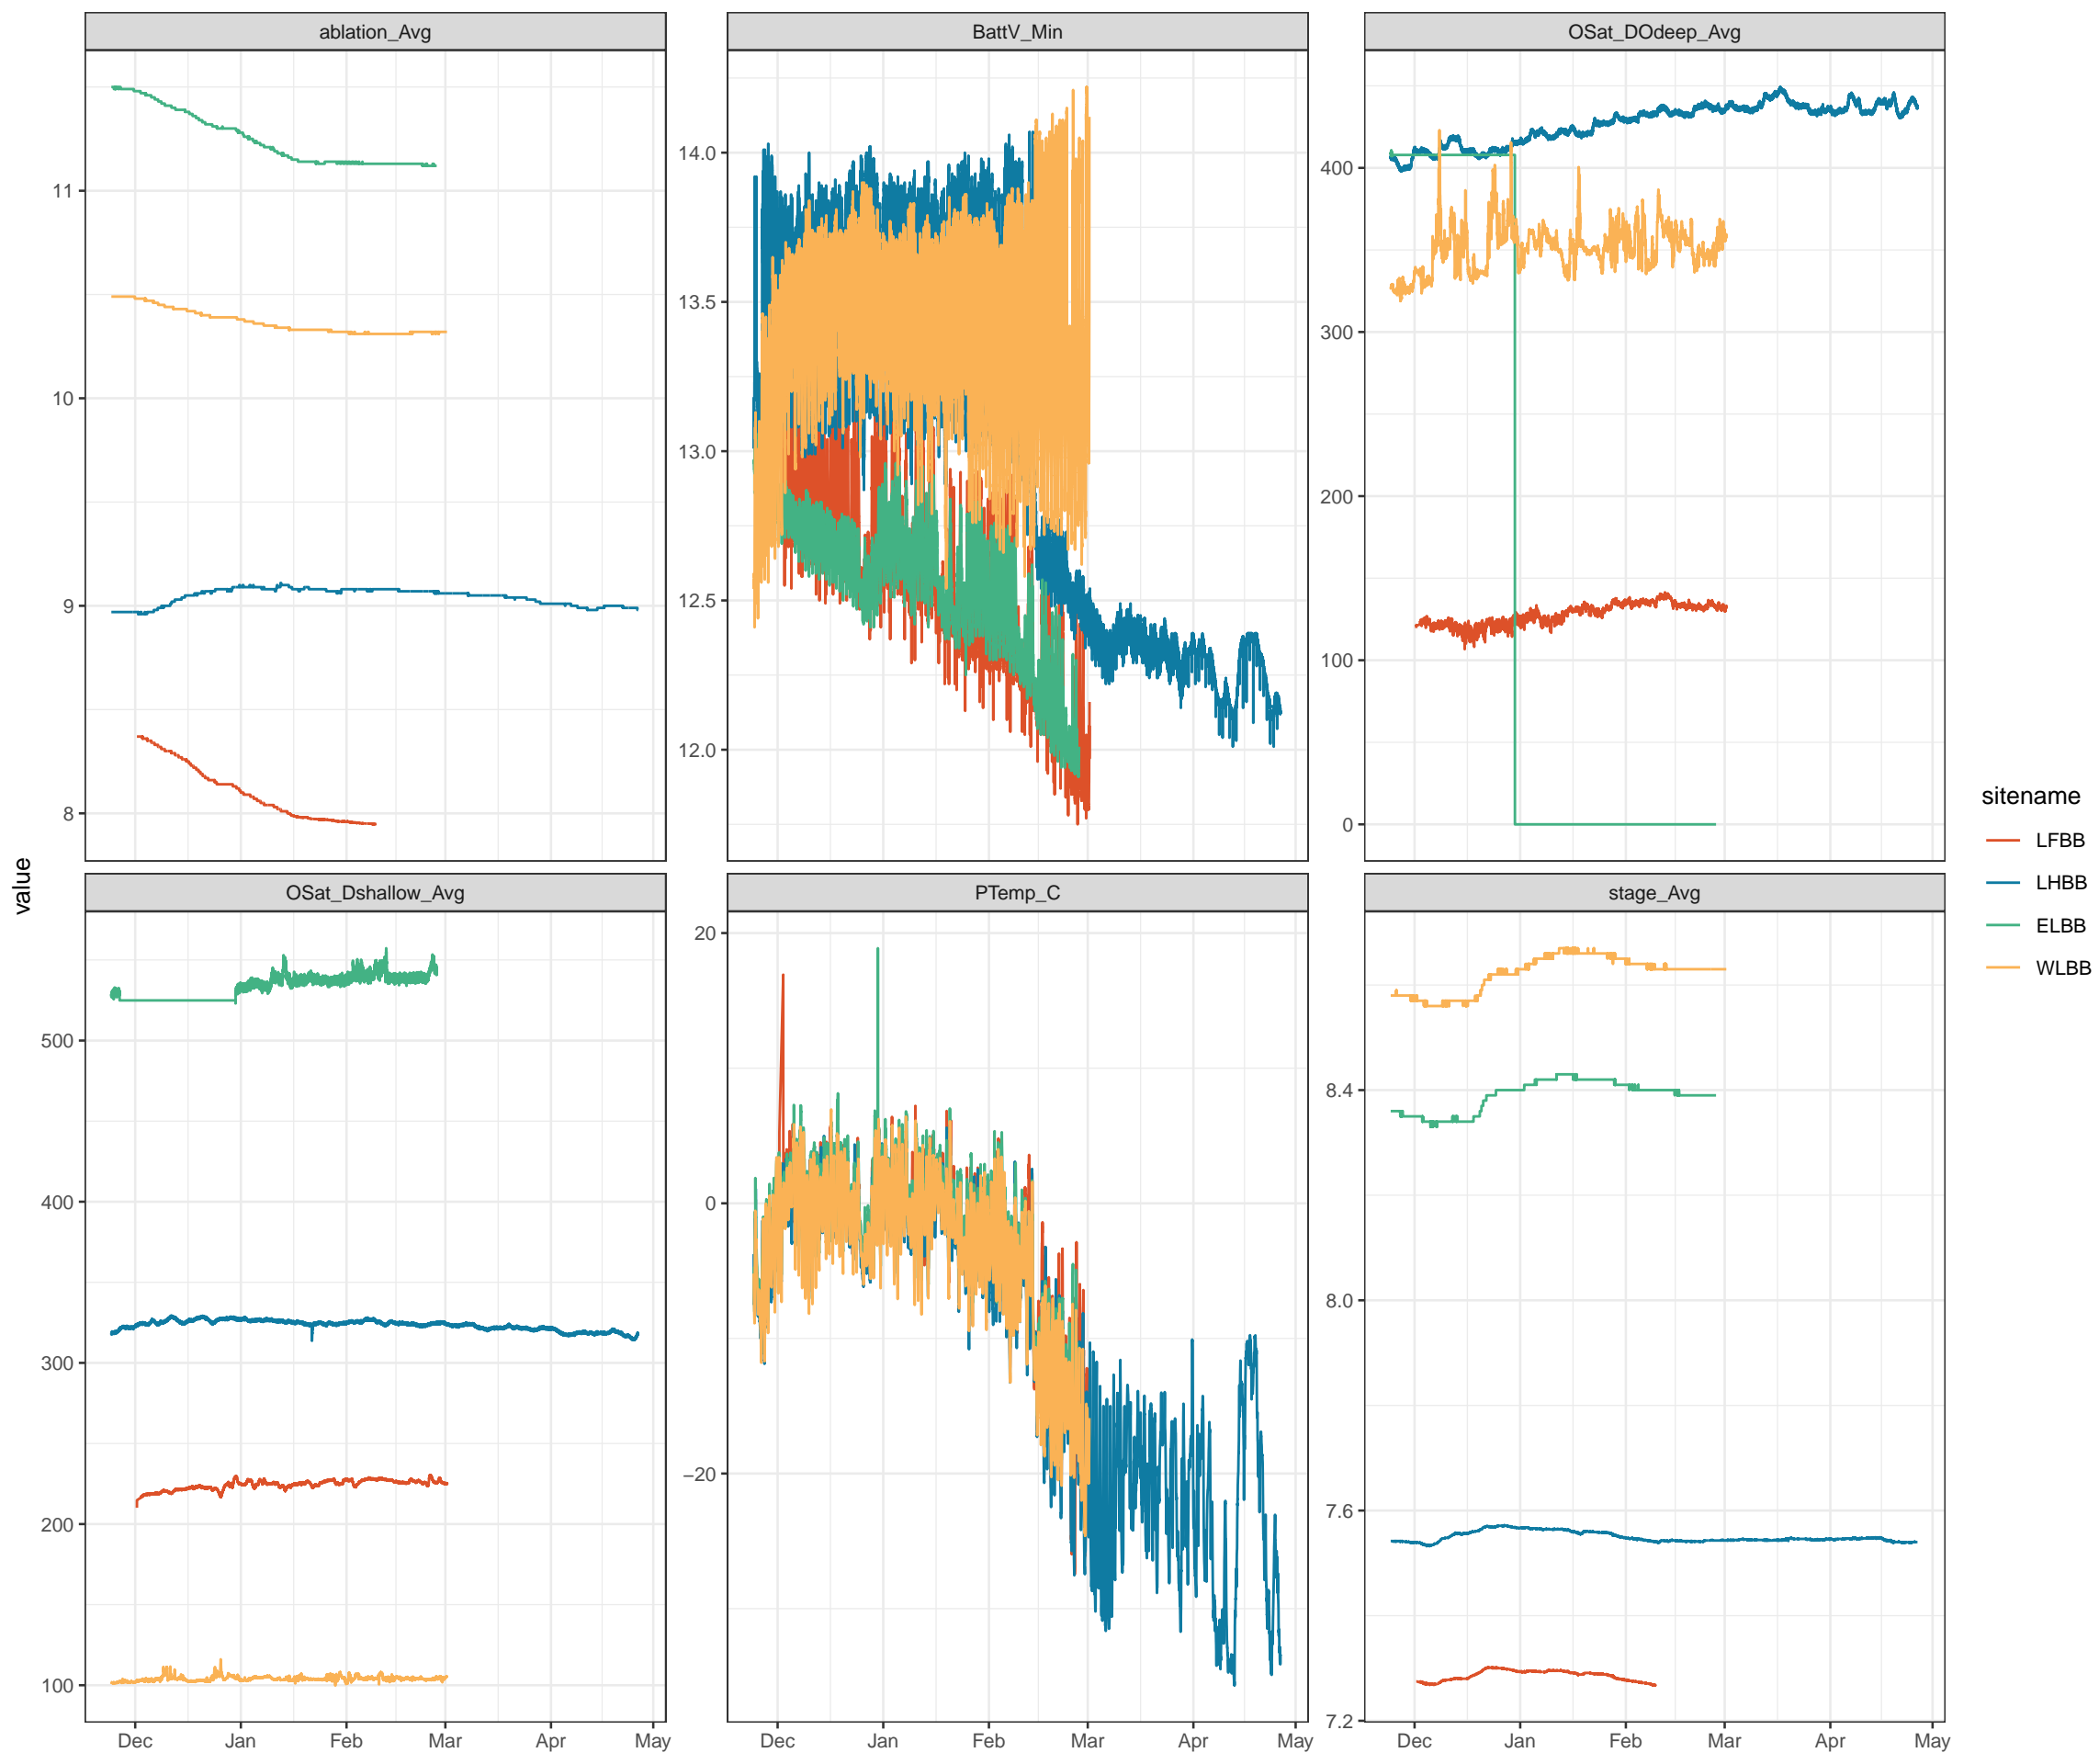 ablation_Avg
BattV_Min
OSat_DOdeep_Avg
11
10
9
8
14.0
13.5
13.0
12.5
12.0
400
300
200
100
0
value
OSat_Dshallow_Avg
PTemp_C
stage_Avg
500
400
300
200
100
20
0
−20
8.4
8.0
7.6
7.2
Dec Jan Feb Mar Apr May
Dec Jan Feb Mar Apr May
Dec Jan Feb Mar Apr May
sitename
LFBB
LHBB
ELBB
WLBB